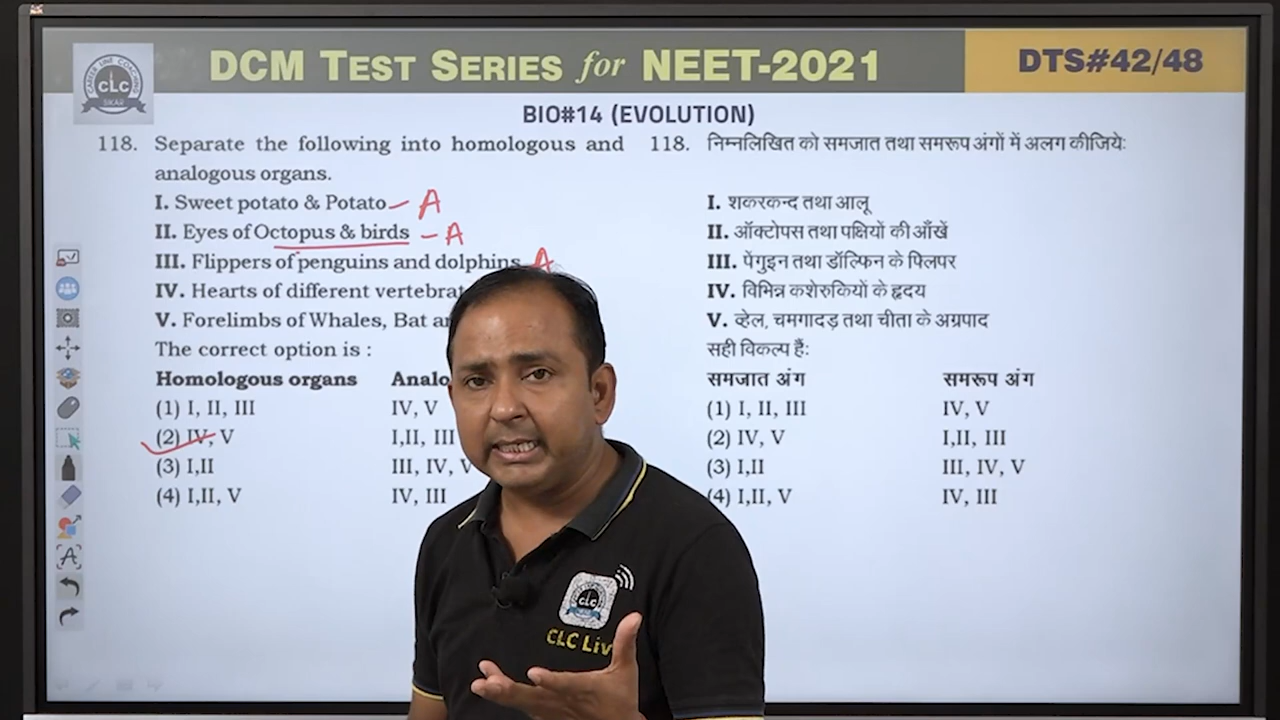 DCM TEST SERIES for NEET-2021
DTS#42/48
CAREER LINE COACHING
CLC
SIKAR
BIO#14 (EVOLUTION)
118. Separate the following into homologous and
analogous organs.
I. Sweet potato & Potato – A
II. Eyes of Octopus & birds – A
III. Flippers of penguins and dolphins A
IV. Hearts of different vertebrat
V. Forelimbs of Whales, Bat an
The correct option is :
Homologous organs Analo
(1) I, II, III IV, V
(2) IV, V I,II, III
(3) I,II III, IV, V
(4) I,II, V IV, III
118. निम्नलिखित को समजात तथा समरूप अंगों में अलग कीजिये:
I. शकरकन्द तथा आलू
II. ऑक्टोपस तथा पक्षियों की आँखें
III. पेंगुइन तथा डॉल्फिन के फ्लिपर
IV. विभिन्न कशेरुकियों के हृदय
V. व्हेल, चमगादड़ तथा चीता के अग्रपाद
सही विकल्प हैं:
समजात अंग समरूप अंग
(1) I, II, III IV, V
(2) IV, V I,II, III
(3) I,II III, IV, V
(4) I,II, V IV, III
CLC
CLC Liv